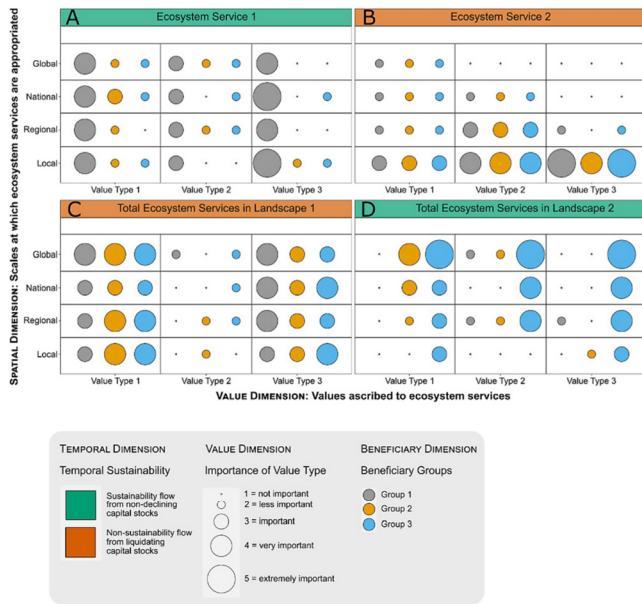 A Ecosystem Service 1
B Ecosystem Service 2
Global
National
Regional
Local
Value Type 1 Value Type 2 Value Type 3
Value Type 1 Value Type 2 Value Type 3
C Total Ecosystem Services in Landscape 1
D Total Ecosystem Services in Landscape 2
Global
National
Regional
Local
Value Type 1 Value Type 2 Value Type 3
Value Type 1 Value Type 2 Value Type 3
SPATIAL DIMENSION: Scales at which ecosystem services are appropriated
VALUE DIMENSION: Values ascribed to ecosystem services
TEMPORAL DIMENSION
Temporal Sustainability
Sustainability flow
from non-declining
capital stocks
Non-sustainability flow
from liquidating
capital stocks
VALUE DIMENSION
Importance of Value Type
1 = not important
2 = less important
3 = important
4 = very important
5 = extremely important
BENEFICIARY DIMENSION
Beneficiary Groups
Group 1
Group 2
Group 3